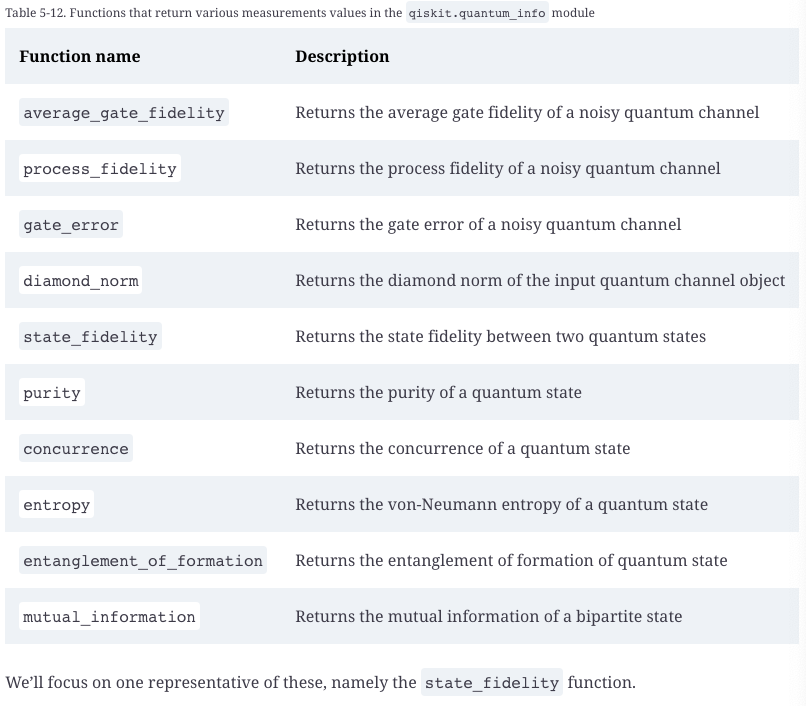 Table 5-12. Functions that return various measurements values in the qiskit.quantum_info module
Function name Description
average_gate_fidelity Returns the average gate fidelity of a noisy quantum channel
process_fidelity Returns the process fidelity of a noisy quantum channel
gate_error Returns the gate error of a noisy quantum channel
diamond_norm Returns the diamond norm of the input quantum channel object
state_fidelity Returns the state fidelity between two quantum states
purity Returns the purity of a quantum state
concurrence Returns the concurrence of a quantum state
entropy Returns the von-Neumann entropy of a quantum state
entanglement_of_formation Returns the entanglement of formation of quantum state
mutual_information Returns the mutual information of a bipartite state
We’ll focus on one representative of these, namely the state_fidelity function.